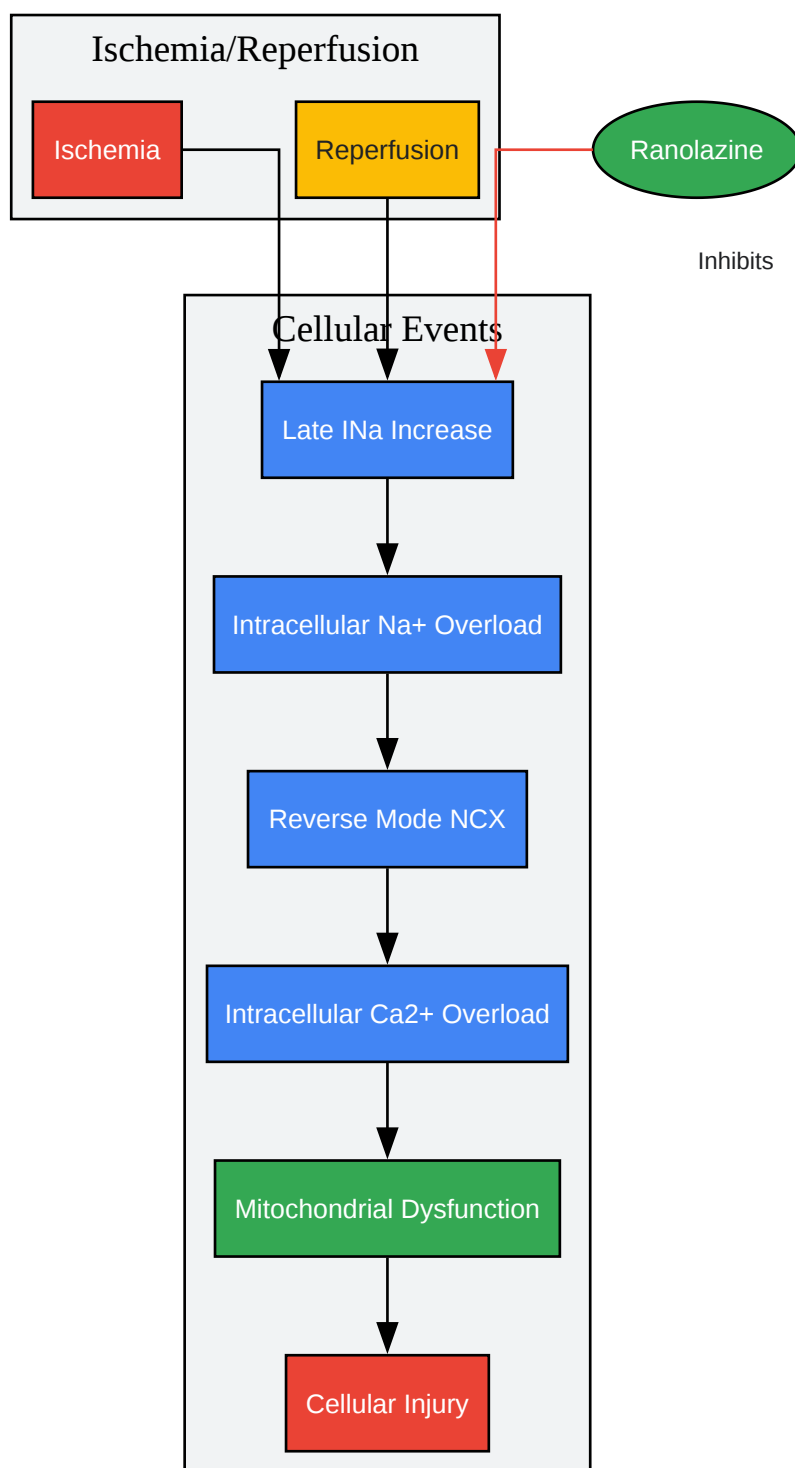 Ischemia/Reperfusion
Ischemia
Reperfusion
Ranolazine
Inhibits
Cellular Events
Late INa Increase
Intracellular Na+ Overload
Reverse Mode NCX
Intracellular Ca2+ Overload
Mitochondrial Dysfunction
Cellular Injury